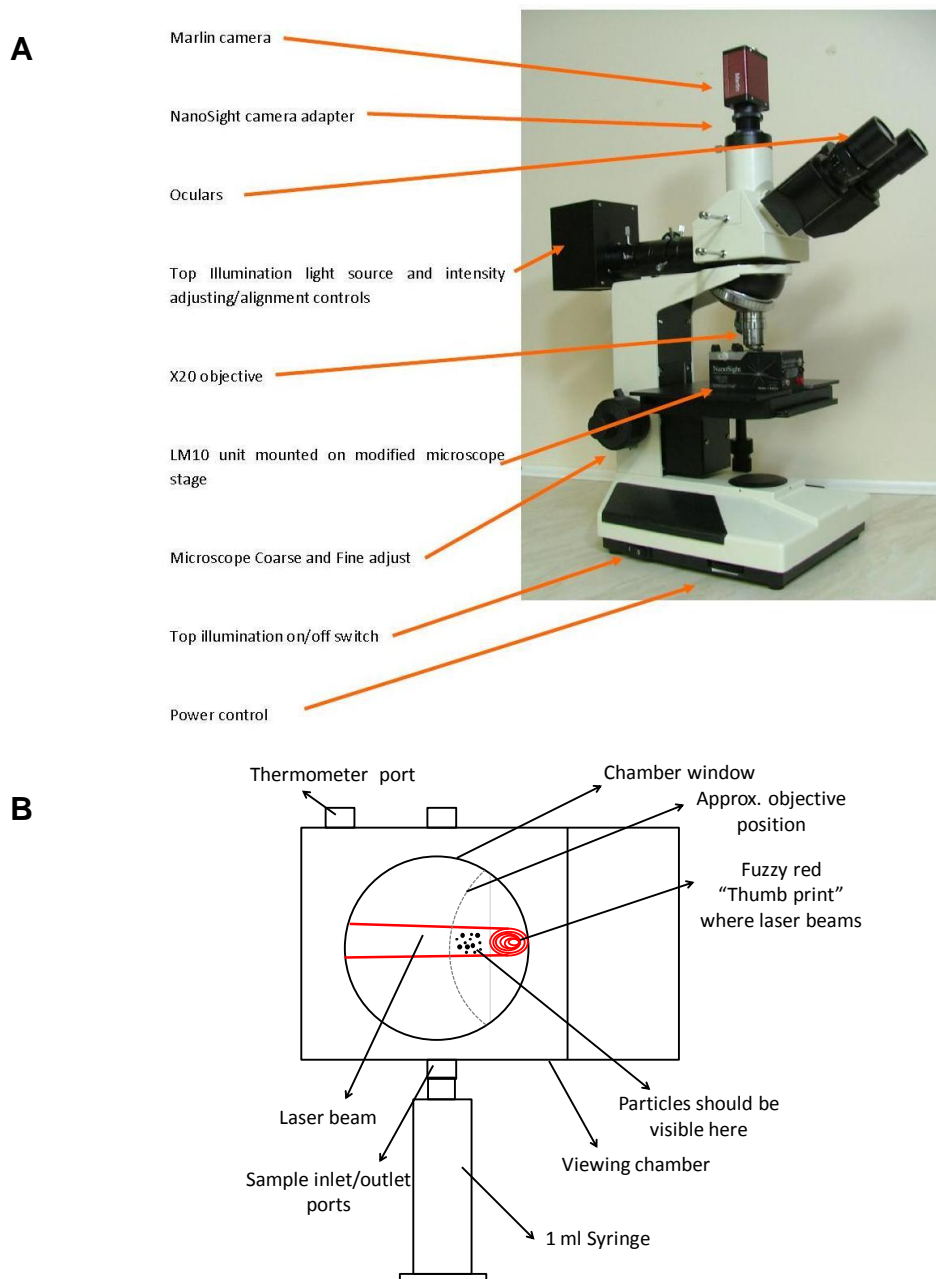 A
Marlin camera
NanoSight camera adapter
Oculars
Top Illumination light source and intensity
adjusting/alignment controls
X20 objective
LM10 unit mounted on modified microscope
stage
Microscope Coarse and Fine adjust
Top illumination on/off switch
Power control
Marlin
NanoSight
B
Thermometer port
Chamber window
Approx. objective
position
Fuzzy red
“Thumb print”
where laser beams
Laser beam
Particles should be
visible here
Sample inlet/outlet
ports
Viewing chamber
1 ml Syringe